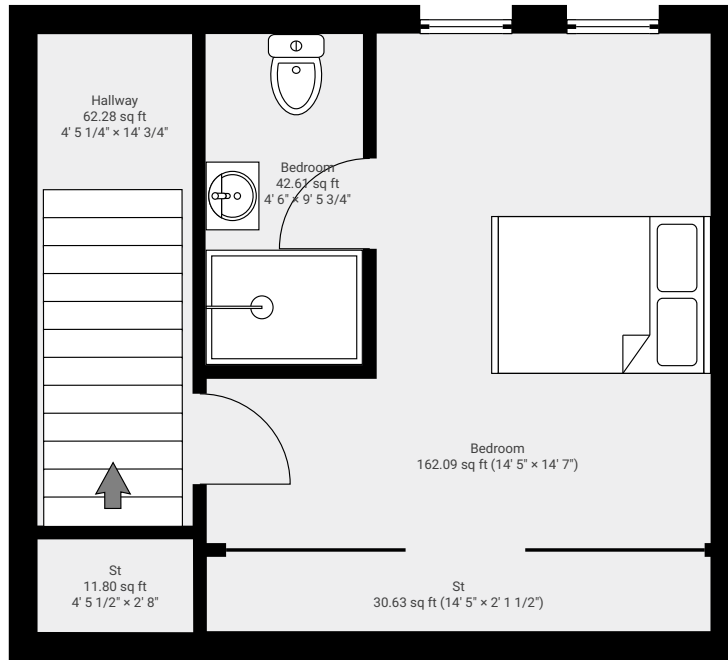 Hallway
62.28 sq ft
4' 5 1/4" × 14' 3/4"
Bedroom
42.61 sq ft
4' 6" × 9' 5 3/4"
Bedroom
162.09 sq ft (14' 5" × 14' 7")
St
11.80 sq ft
4' 5 1/2" × 2' 8"
St
30.63 sq ft (14' 5" × 2' 1 1/2")